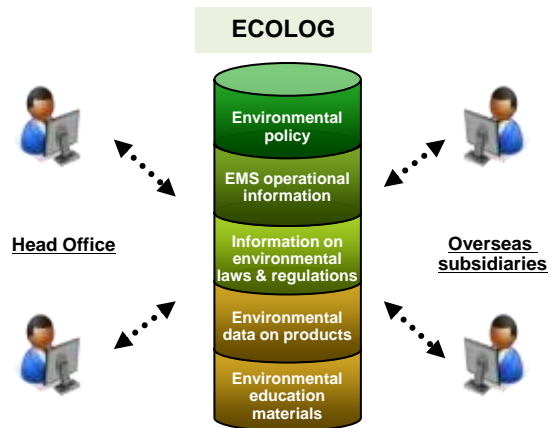 ECOLOG
Environmental
policy
EMS operational
information
Head Office
Information on
environmental
laws & regulations
Overseas
subsidiaries
Environmental
data on products
Environmental
education
materials